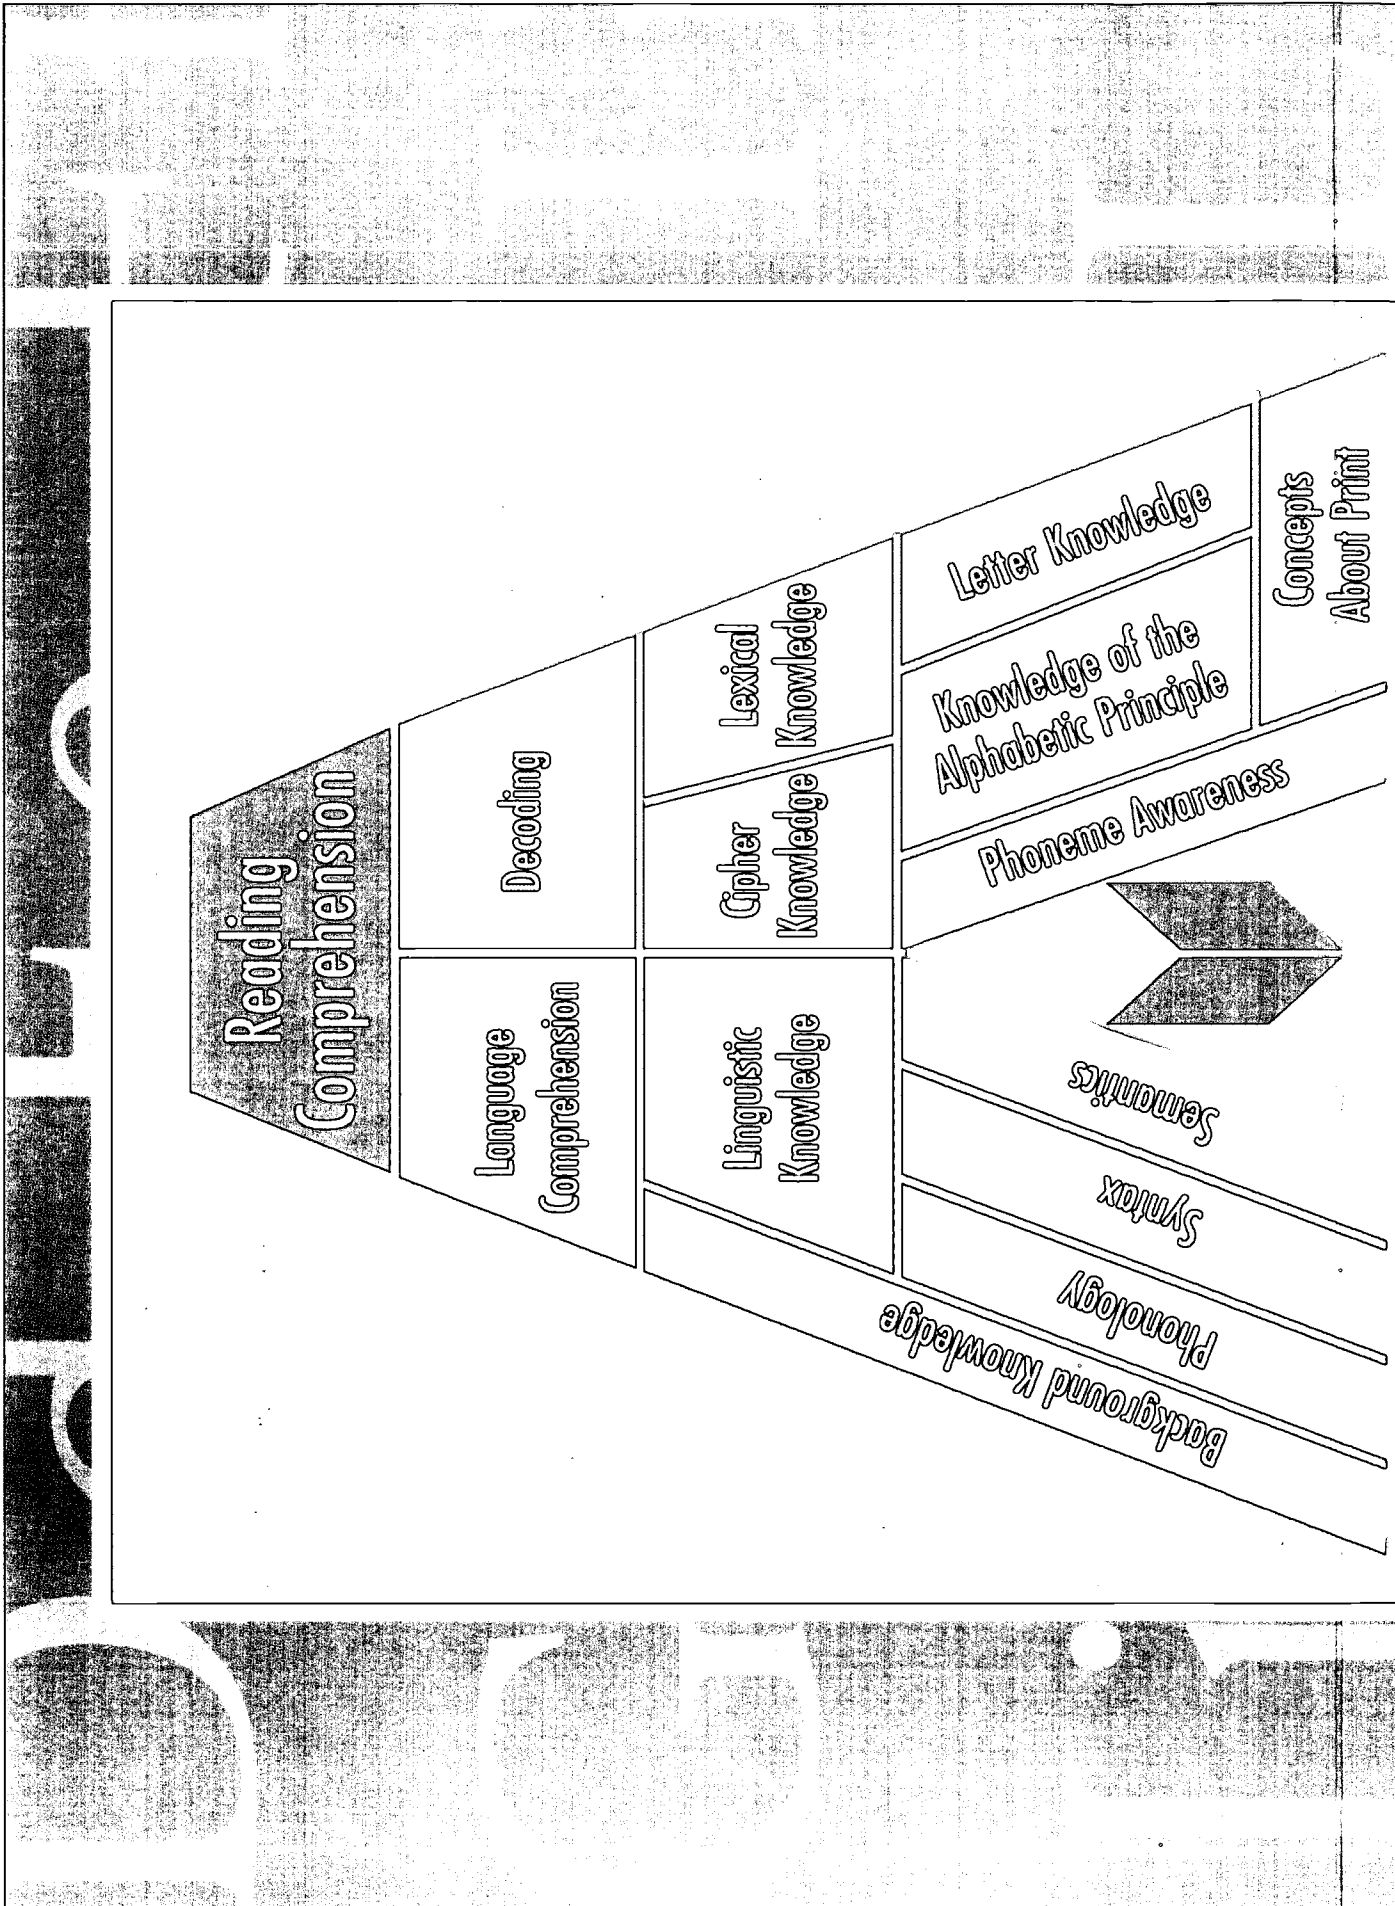 Reading
Comprehension
Language
Comprehension
Decoding
Background Knowledge
Linguistic
Knowledge
Cipher
Knowledge
Lexical
Knowledge
Phonology
Syntax
Semantics
Phoneme Awareness
Knowledge of the
Alphabetic Principle
Letter Knowledge
Concepts
About Print